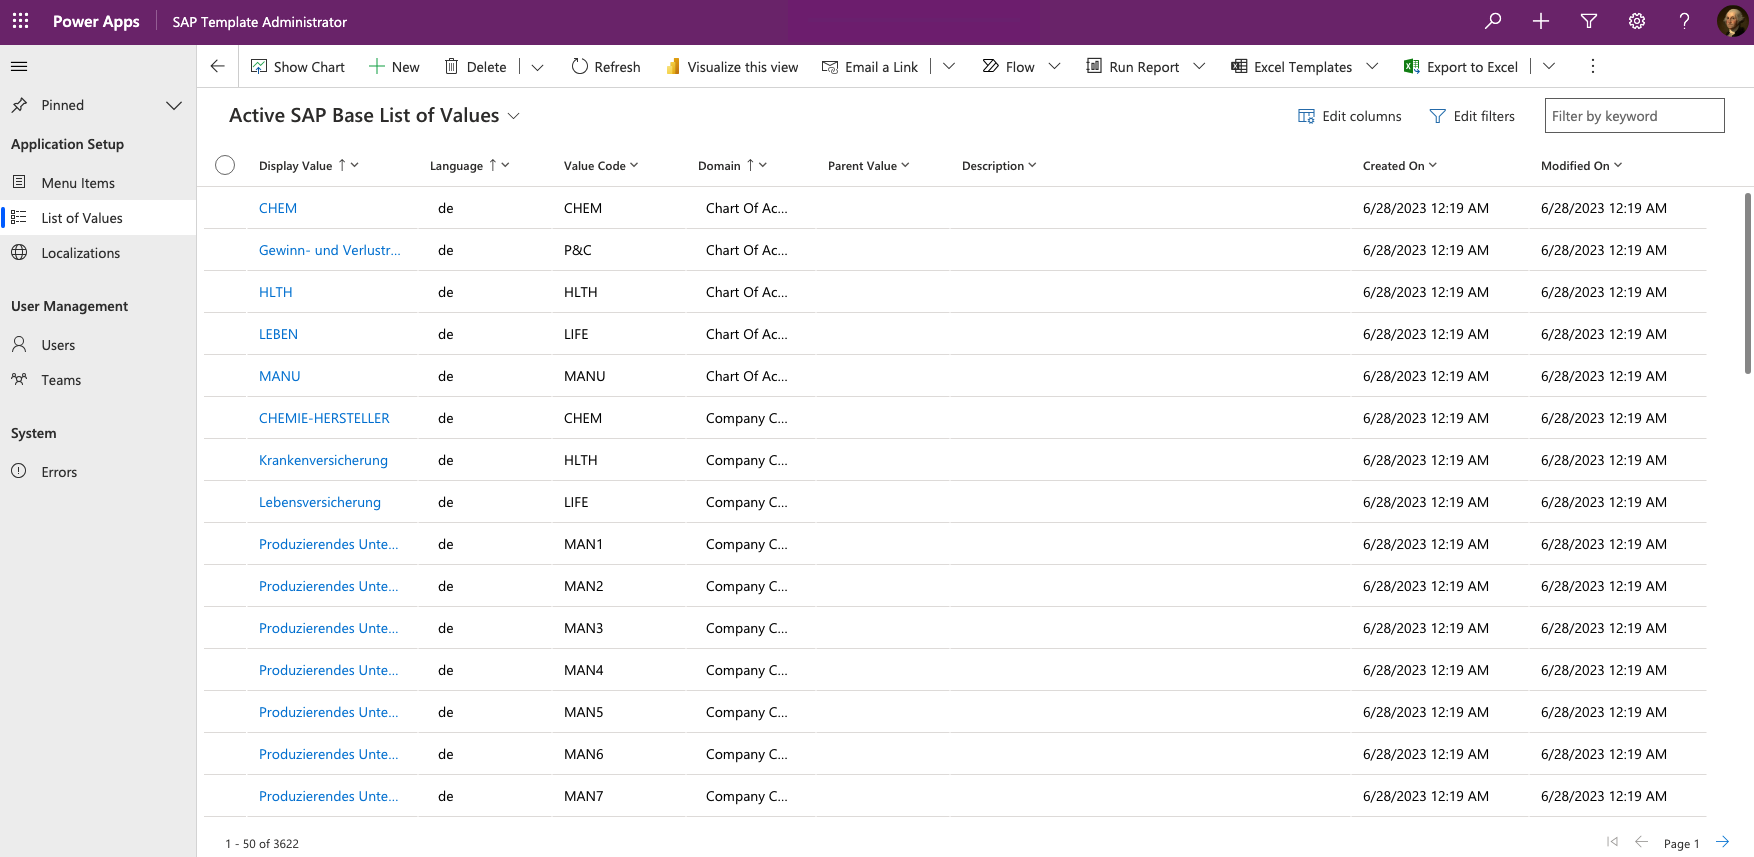 Power Apps SAP Template Administrator
Show Chart New Delete Refresh Visualize this view Email a Link Flow Run Report Excel Templates Export to Excel
Pinned
Application Setup
Menu Items
List of Values
Localizations
User Management
Users
Teams
System
Errors
Active SAP Base List of Values
Edit columns Edit filters Filter by keyword
Display Value Language Value Code Domain Parent Value Description Created On Modified On
CHEM de CHEM Chart Of Ac... 6/28/2023 12:19 AM 6/28/2023 12:19 AM
Gewinn- und Verlustr... de P&C Chart Of Ac... 6/28/2023 12:19 AM 6/28/2023 12:19 AM
HLTH de HLTH Chart Of Ac... 6/28/2023 12:19 AM 6/28/2023 12:19 AM
LEBEN de LIFE Chart Of Ac... 6/28/2023 12:19 AM 6/28/2023 12:19 AM
MANU de MANU Chart Of Ac... 6/28/2023 12:19 AM 6/28/2023 12:19 AM
CHEMIE-HERSTELLER de CHEM Company C... 6/28/2023 12:19 AM 6/28/2023 12:19 AM
Krankenversicherung de HLTH Company C... 6/28/2023 12:19 AM 6/28/2023 12:19 AM
Lebensversicherung de LIFE Company C... 6/28/2023 12:19 AM 6/28/2023 12:19 AM
Produzierendes Unte... de MAN1 Company C... 6/28/2023 12:19 AM 6/28/2023 12:19 AM
Produzierendes Unte... de MAN2 Company C... 6/28/2023 12:19 AM 6/28/2023 12:19 AM
Produzierendes Unte... de MAN3 Company C... 6/28/2023 12:19 AM 6/28/2023 12:19 AM
Produzierendes Unte... de MAN4 Company C... 6/28/2023 12:19 AM 6/28/2023 12:19 AM
Produzierendes Unte... de MAN5 Company C... 6/28/2023 12:19 AM 6/28/2023 12:19 AM
Produzierendes Unte... de MAN6 Company C... 6/28/2023 12:19 AM 6/28/2023 12:19 AM
Produzierendes Unte... de MAN7 Company C... 6/28/2023 12:19 AM 6/28/2023 12:19 AM
1 - 50 of 3622 Page 1